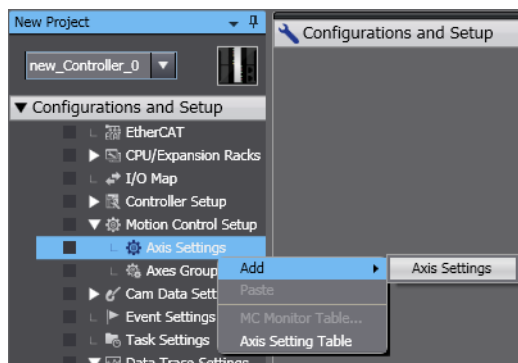 New Project
Configurations and Setup
new_Controller_0
Configurations and Setup
EtherCAT
CPU/Expansion Racks
I/O Map
Controller Setup
Motion Control Setup
Axis Settings
Axes Group
Add
Axis Settings
Cam Data Sett
Paste
Event Settings
MC Monitor Table...
Task Settings
Axis Setting Table
Data Trace Settings